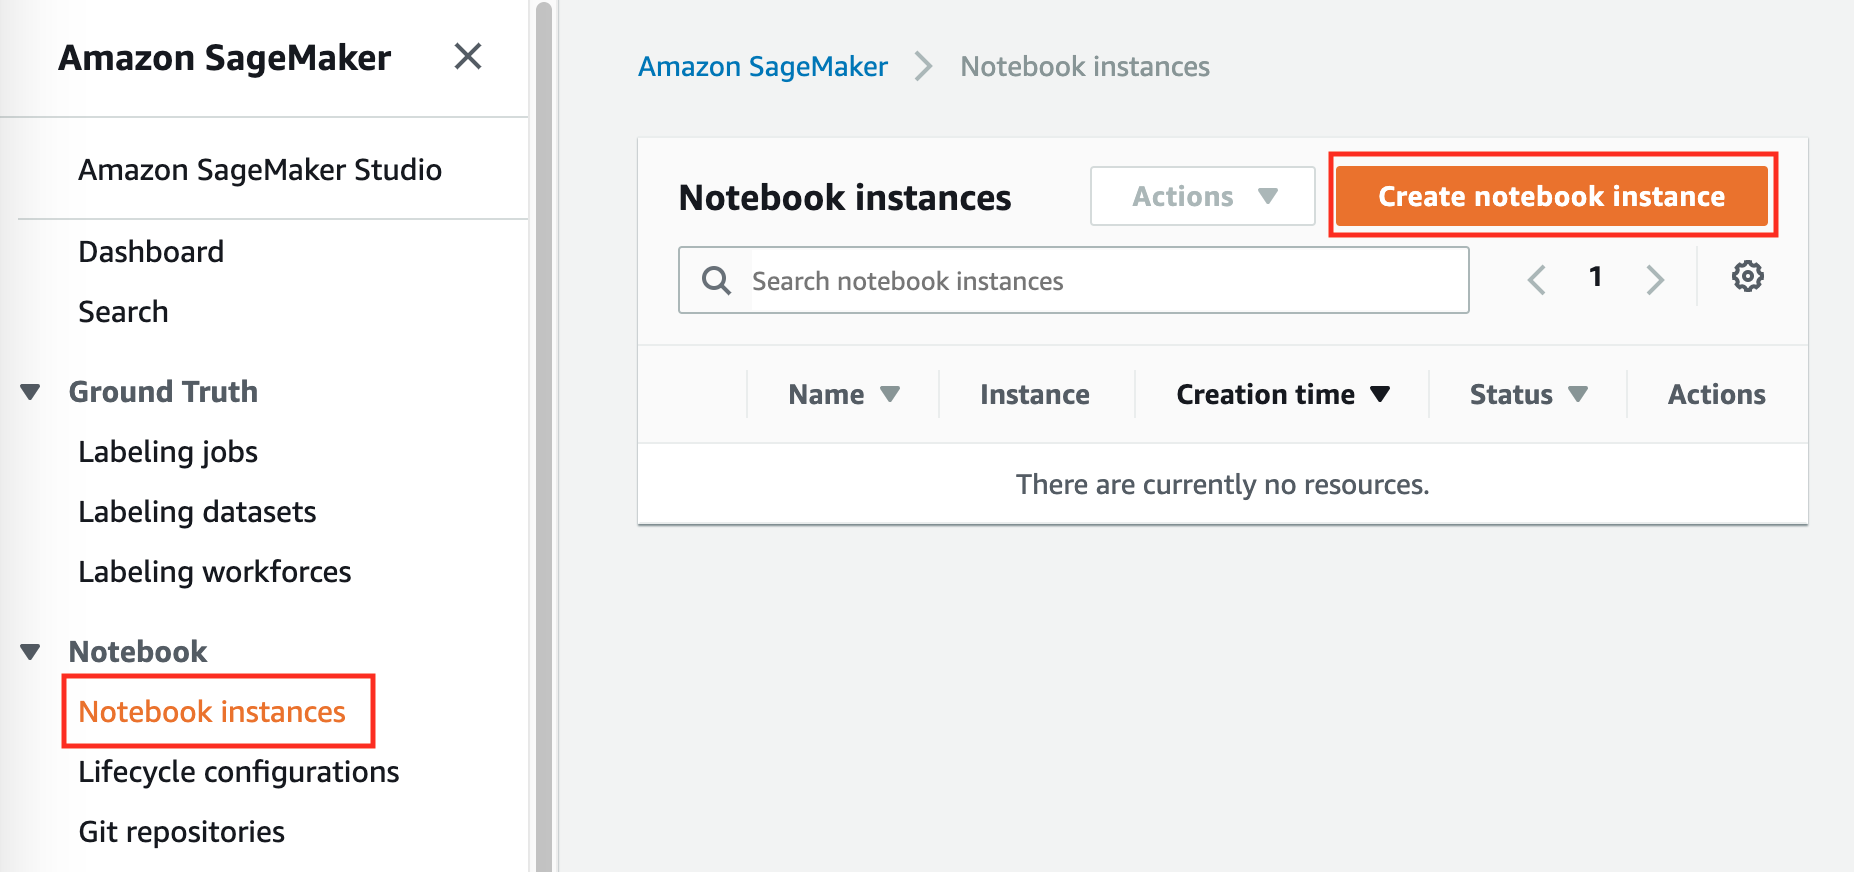 Amazon SageMaker
Amazon SageMaker Studio
Dashboard
Search
Ground Truth
Labeling jobs
Labeling datasets
Labeling workforces
Notebook
Notebook instances
Lifecycle configurations
Git repositories
Amazon SageMaker > Notebook instances
Notebook instances Actions Create notebook instance
Search notebook instances 1
Name Instance Creation time Status Actions
There are currently no resources.